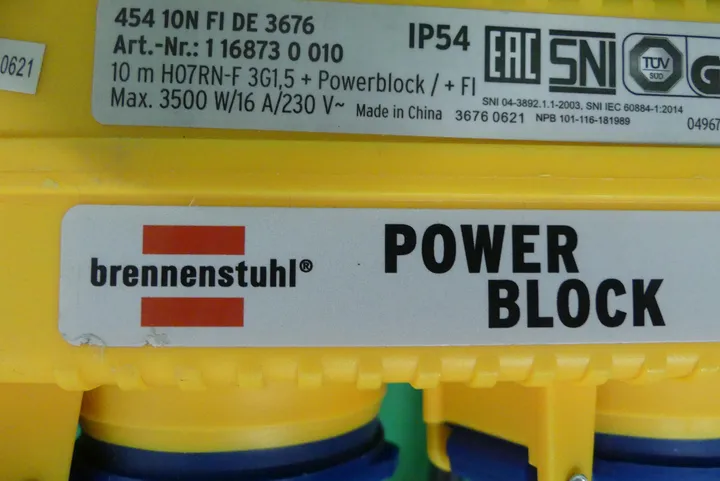 454 10N FI DE 3676
Art.-Nr.: 1 16873 0 010
10 m H07RN-F 3G1,5 + Powerblock / + FI
Max. 3500 W/16 A/230 V~ Made in China 3676 0621
IP54
EAC
SNI
TÜV
SÜD
G
SNI 04-3892.1.1-2003, SNI IEC 60884-1:2014
NPB 101-116-181989
04967
0621
brennenstuhl®
POWER
BLOCK